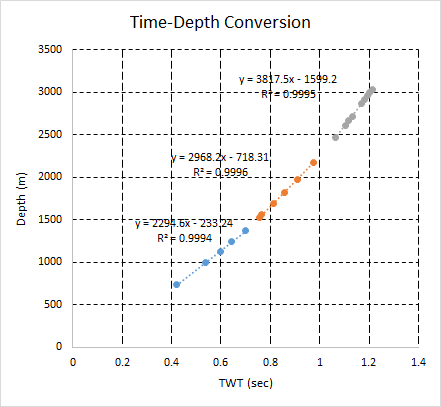 Time-Depth Conversion
3500
3000
2500
2000
1500
1000
500
0
Depth (m)
y = 3817.5x - 1599.2
R² = 0.9995
y = 2968.2x - 718.31
R² = 0.9996
y = 2294.6x - 233.24
R² = 0.9994
0 0.2 0.4 0.6 0.8 1 1.2 1.4
TWT (sec)